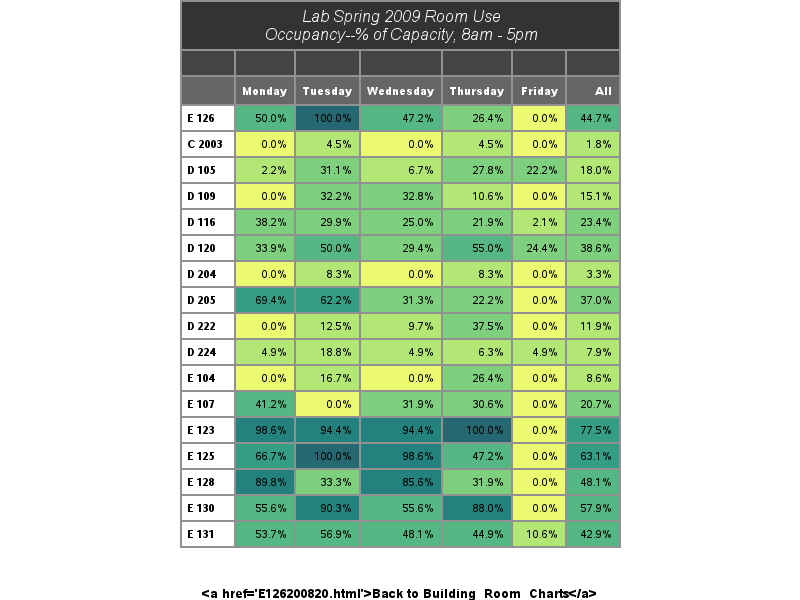 Lab Spring 2009 Room Use
Occupancy--% of Capacity, 8am - 5pm
Monday Tuesday Wednesday Thursday Friday All
E 126 50.0% 100.0% 47.2% 26.4% 0.0% 44.7%
C 2003 0.0% 4.5% 0.0% 4.5% 0.0% 1.8%
D 105 2.2% 31.1% 6.7% 27.8% 22.2% 18.0%
D 109 0.0% 32.2% 32.8% 10.6% 0.0% 15.1%
D 116 38.2% 29.9% 25.0% 21.9% 2.1% 23.4%
D 120 33.9% 50.0% 29.4% 55.0% 24.4% 38.6%
D 204 0.0% 8.3% 0.0% 8.3% 0.0% 3.3%
D 205 69.4% 62.2% 31.3% 22.2% 0.0% 37.0%
D 222 0.0% 12.5% 9.7% 37.5% 0.0% 11.9%
D 224 4.9% 18.8% 4.9% 6.3% 4.9% 7.9%
E 104 0.0% 16.7% 0.0% 26.4% 0.0% 8.6%
E 107 41.2% 0.0% 31.9% 30.6% 0.0% 20.7%
E 123 98.6% 94.4% 94.4% 100.0% 0.0% 77.5%
E 125 66.7% 100.0% 98.6% 47.2% 0.0% 63.1%
E 128 89.8% 33.3% 85.6% 31.9% 0.0% 48.1%
E 130 55.6% 90.3% 55.6% 88.0% 0.0% 57.9%
E 131 53.7% 56.9% 48.1% 44.9% 10.6% 42.9%
<a href='E126200820.html'>Back to Building_Room_Charts</a>